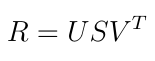 R = USV^T